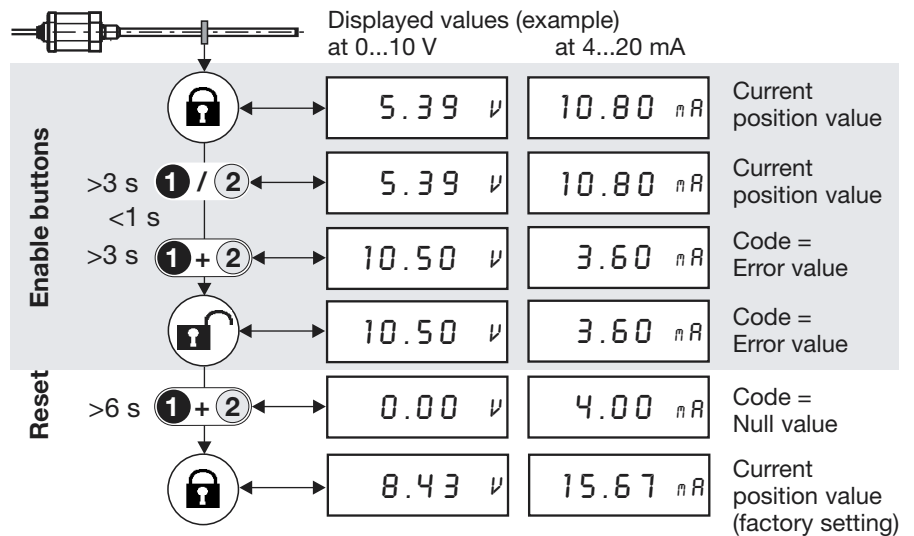 Displayed values (example)
at 0...10 V at 4...20 mA
5.39 V 10.80 mA Current
position value
Enable buttons
>3 s 1 / 2 5.39 V 10.80 mA Current
position value
<1 s
>3 s 1 + 2 10.50 V 3.60 mA Code =
Error value
10.50 V 3.60 mA Code =
Error value
Reset
>6 s 1 + 2 0.00 V 4.00 mA Code =
Null value
8.43 V 15.67 mA Current
position value
(factory setting)